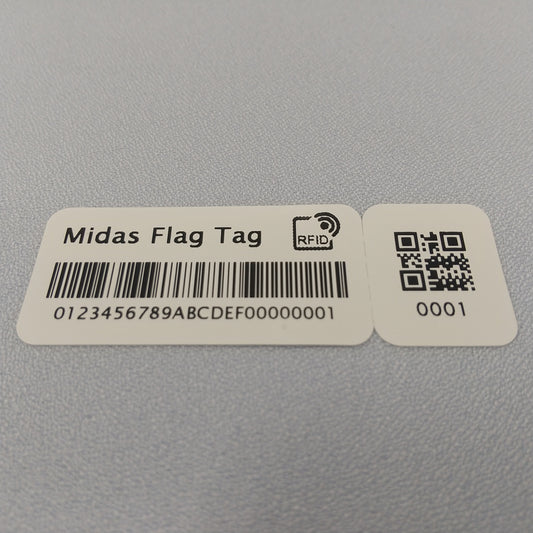 Midas Flag Tag
RFID
0123456789ABCDEF00000001
0001